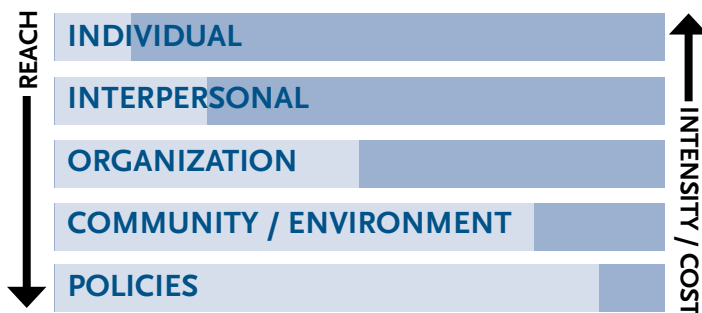 REACH
INDIVIDUAL
INTERPERSONAL
ORGANIZATION
COMMUNITY / ENVIRONMENT
POLICIES
INTENSITY / COST